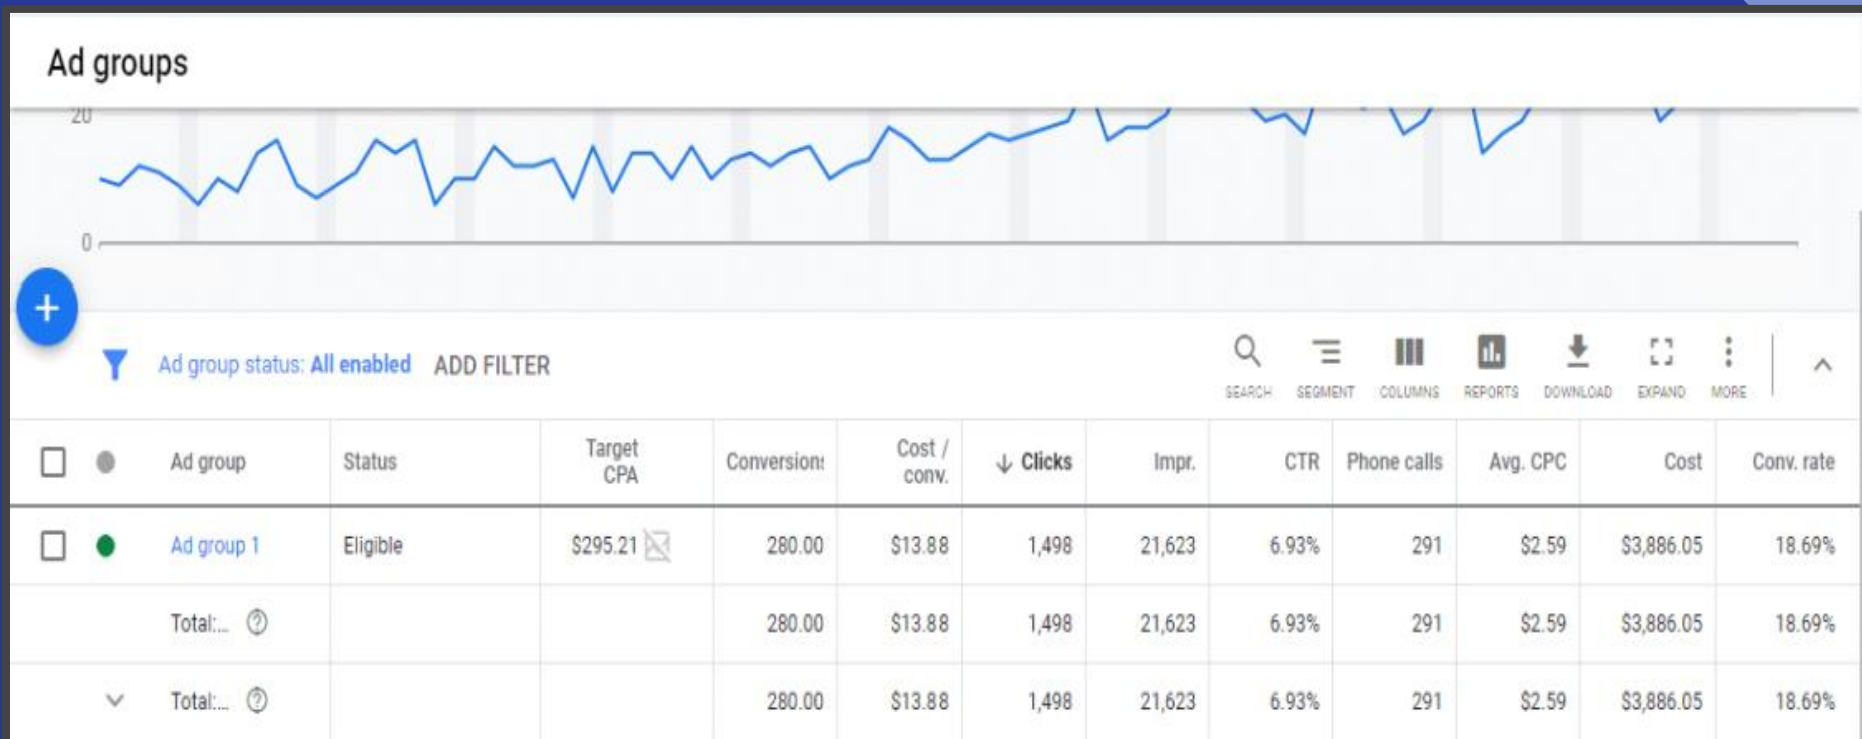 Ad groups
20
0
+
Ad group status: All enabled ADD FILTER
SEARCH SEGMENT COLUMNS REPORTS DOWNLOAD EXPAND MORE
Ad group Status Target CPA Conversions Cost / conv. Clicks Impr. CTR Phone calls Avg. CPC Cost Conv. rate
Ad group 1 Eligible $295.21 280.00 $13.88 1,498 21,623 6.93% 291 $2.59 $3,886.05 18.69%
Total:... 280.00 $13.88 1,498 21,623 6.93% 291 $2.59 $3,886.05 18.69%
Total:... 280.00 $13.88 1,498 21,623 6.93% 291 $2.59 $3,886.05 18.69%